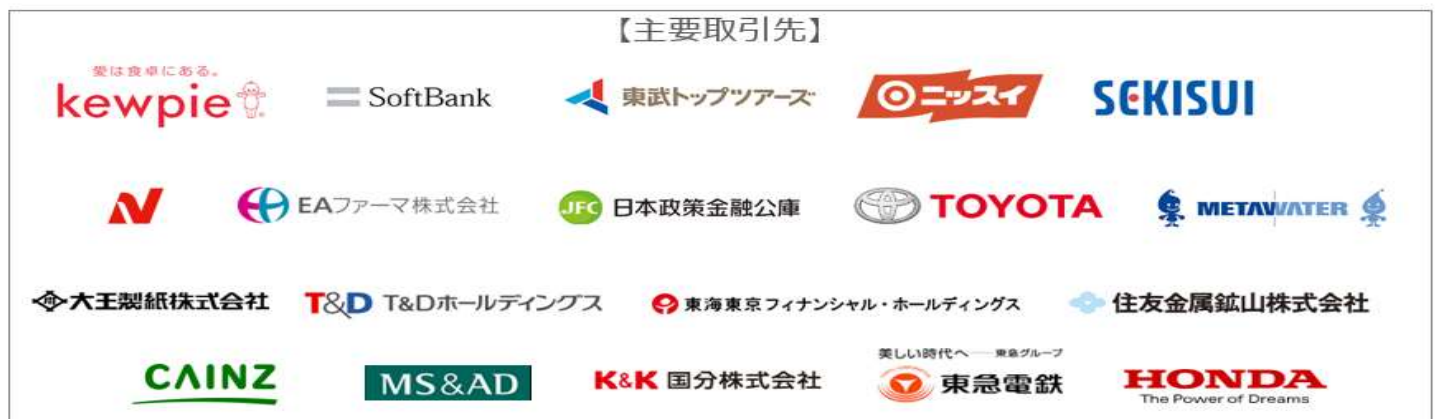 【主要取引先】
愛は食卓にある。
kewpie
SoftBank
東武トップツアーズ
ニッスイ
SEKISUI
N
EAファーマ株式会社
JFC 日本政策金融公庫
TOYOTA
METAWATER
大王製紙株式会社
T&D T&Dホールディングス
東海東京フィナンシャル・ホールディングス
住友金属鉱山株式会社
CAINZ
MS&AD
K&K 国分株式会社
美しい時代へ――東急グループ
東急電鉄
HONDA
The Power of Dreams